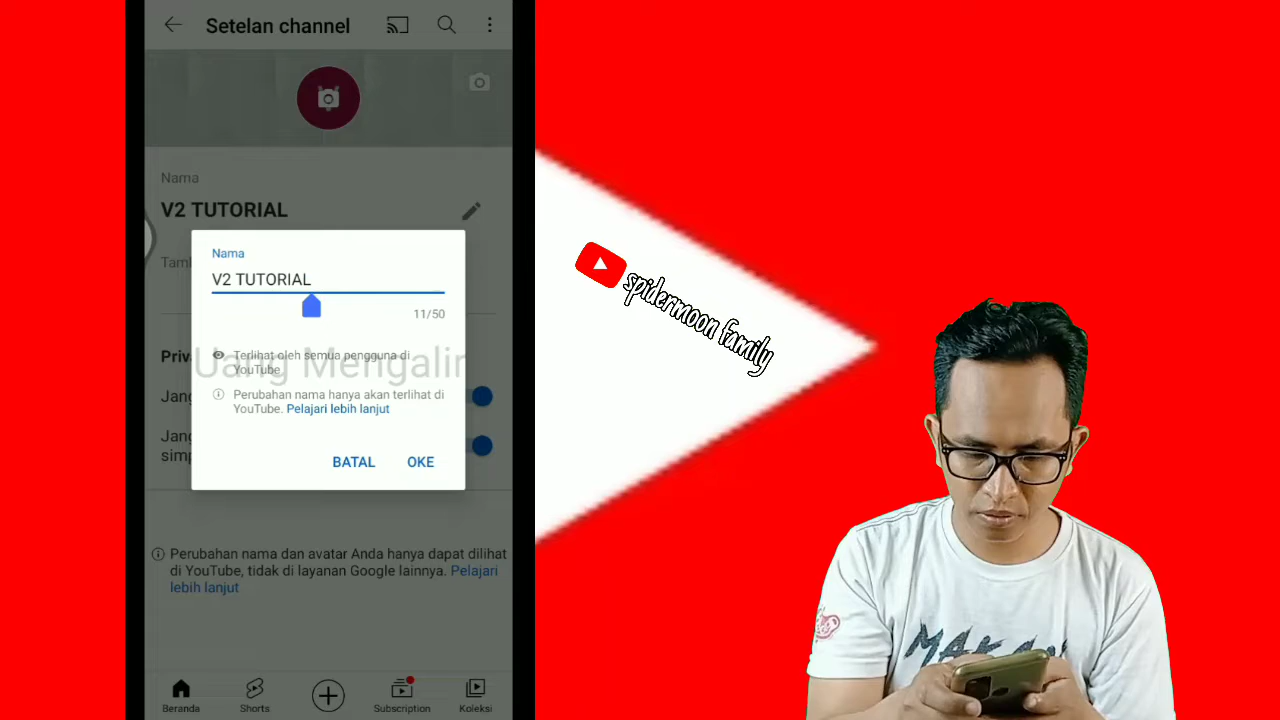 Setelan channel
Nama
V2 TUTORIAL
Nama
V2 TUTORIAL
11/50
Uang Mengalir
Terlihat oleh semua pengguna di
YouTube.
Perubahan nama hanya akan terlihat di
YouTube. Pelajari lebih lanjut
BATAL
OKE
Perubahan nama dan avatar Anda hanya dapat dilihat
di YouTube, tidak di layanan Google lainnya. Pelajari
lebih lanjut
Beranda
Shorts
Subscription
Koleksi
spidermoon family